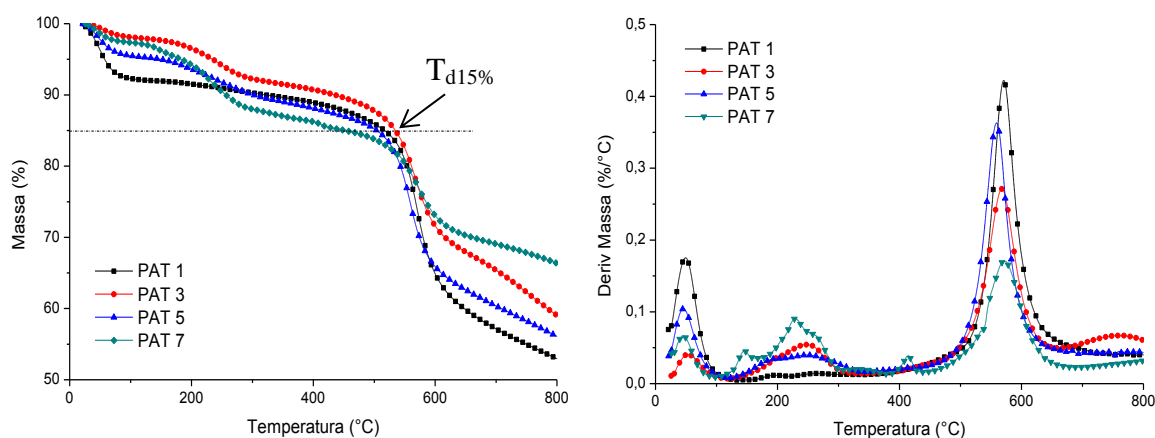 100
90
80
70
60
50
Massa (%)
T_d15%
PAT 1
PAT 3
PAT 5
PAT 7
0 200 400 600 800
Temperatura (°C)
0,4
0,3
0,2
0,1
0,0
Deriv Massa (%/°C)
PAT 1
PAT 3
PAT 5
PAT 7
0 200 400 600 800
Temperatura (°C)